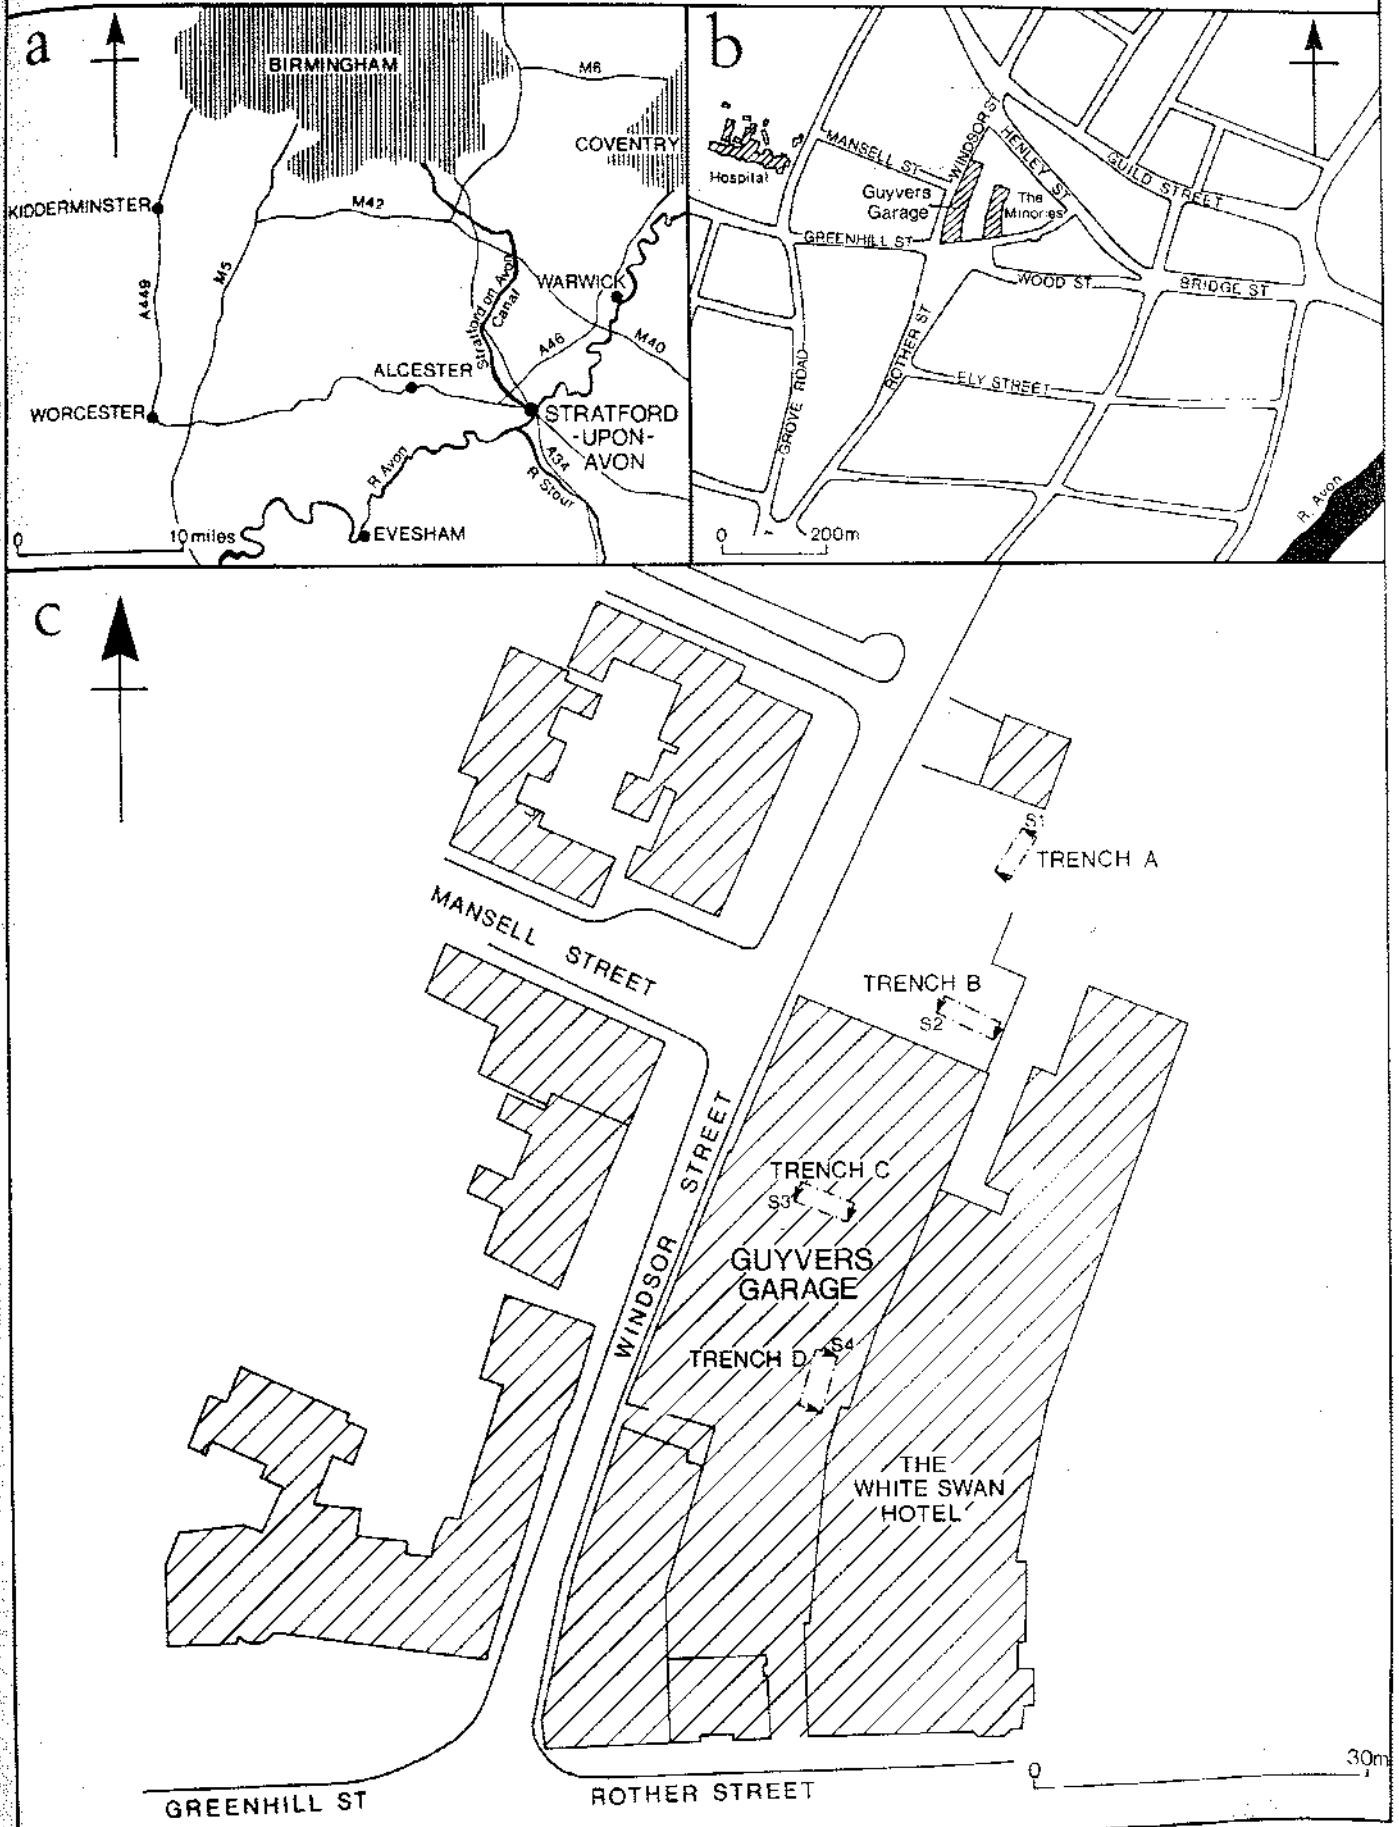 a
BIRMINGHAM
M6
COVENTRY
KIDDERMINSTER
M42
A449
M5
Stratford on Avon
Canal
WARWICK
A46
M40
ALCESTER
WORCESTER
STRATFORD
-UPON-
AVON
A34
R Avon
R Stour
0
10 miles
EVESHAM
b
Hospital
MANSELL ST
WINDSOR ST
HENLEY ST
GUILD STREET
Guyvers
Garage
The
Minories
GREENHILL ST
WOOD ST
BRIDGE ST
ROTHER ST
ELY STREET
GROVE ROAD
R. Avon
0
200m
c
S1
TRENCH A
MANSELL STREET
TRENCH B
S2
WINDSOR STREET
TRENCH C
S3
GUYVERS
GARAGE
S4
TRENCH D
THE
WHITE SWAN
HOTEL
0
30m
GREENHILL ST
ROTHER STREET